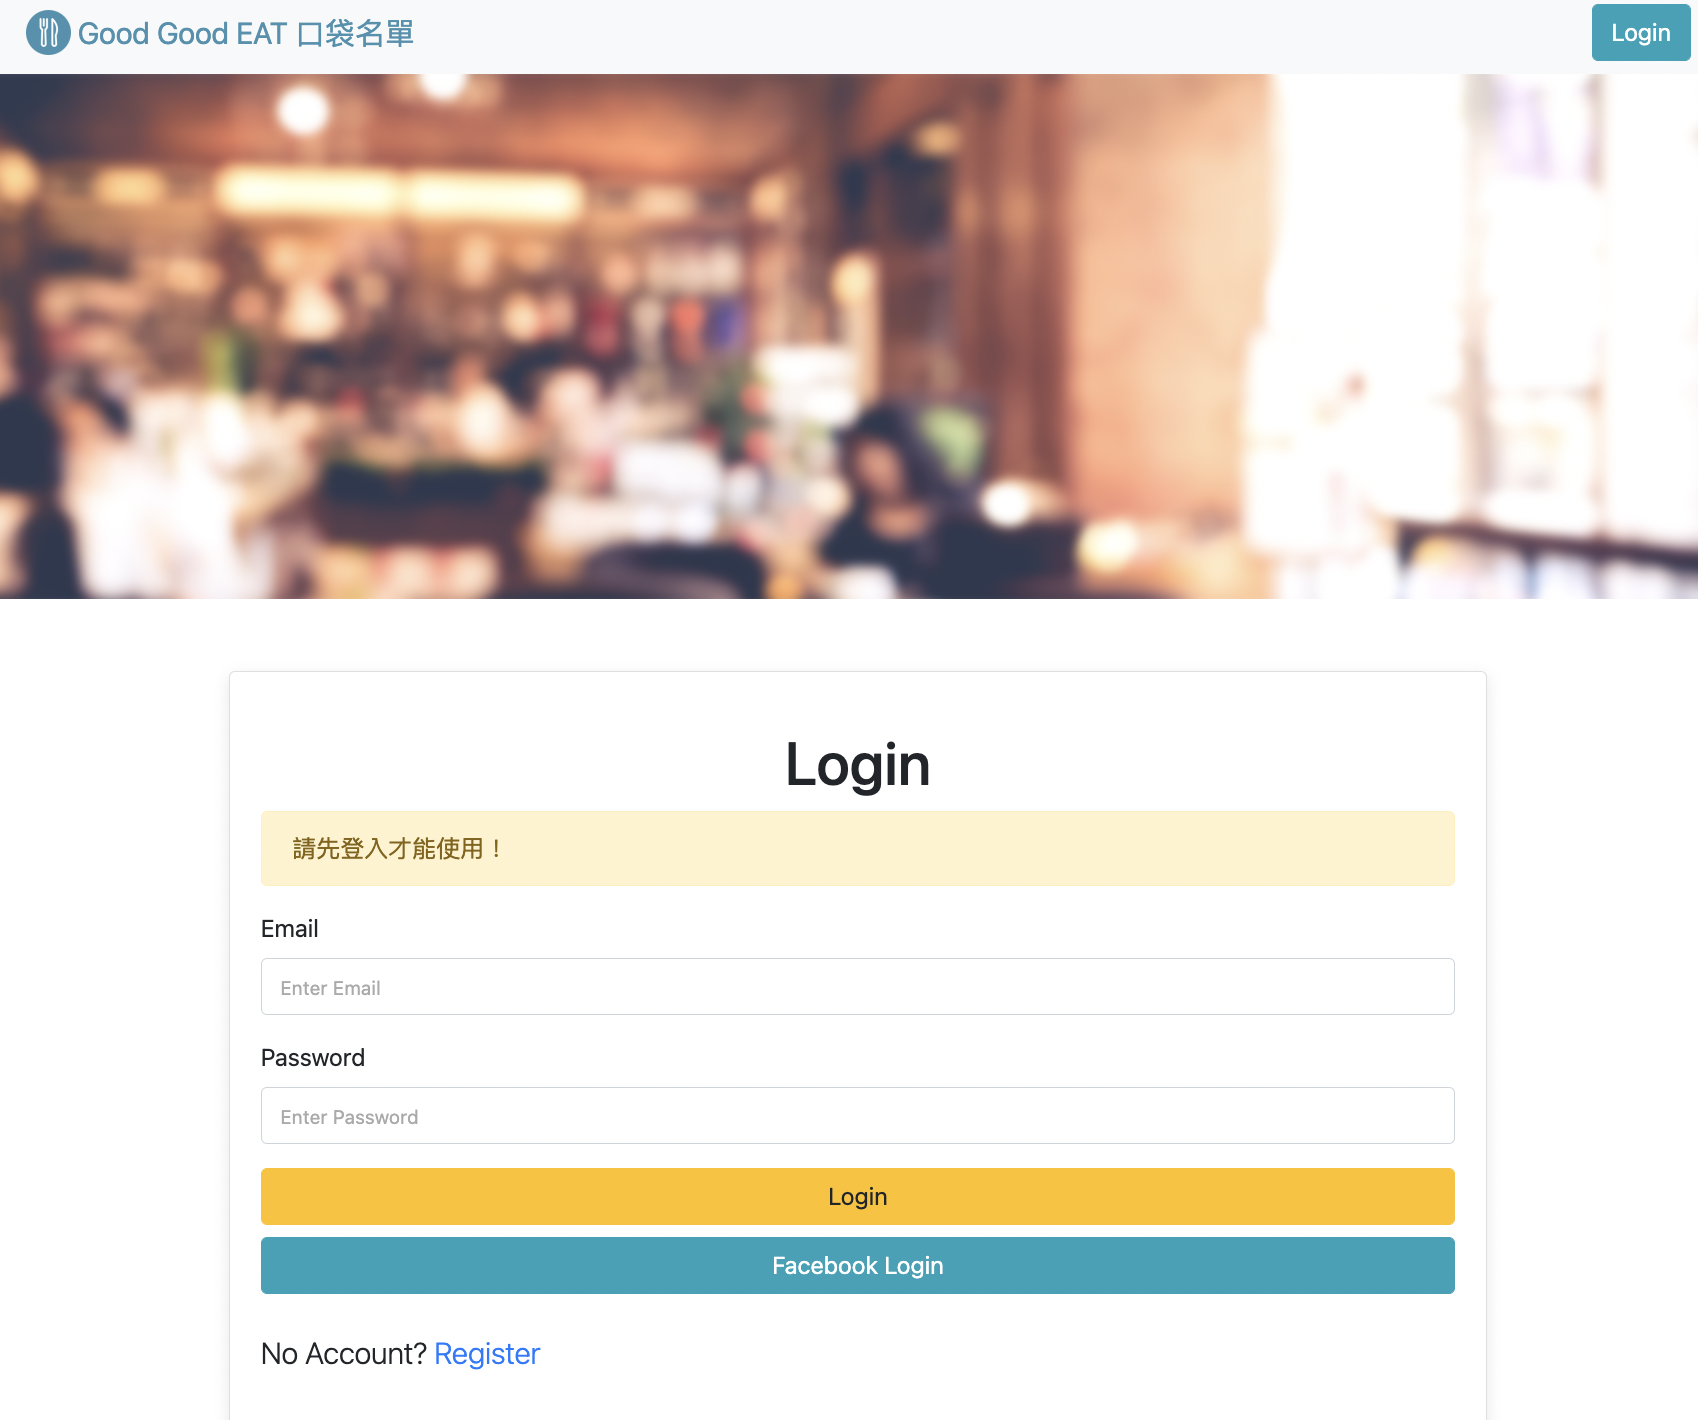 Good Good EAT 口袋名單
Login
Login
請先登入才能使用！
Email
Enter Email
Password
Enter Password
Login
Facebook Login
No Account? Register